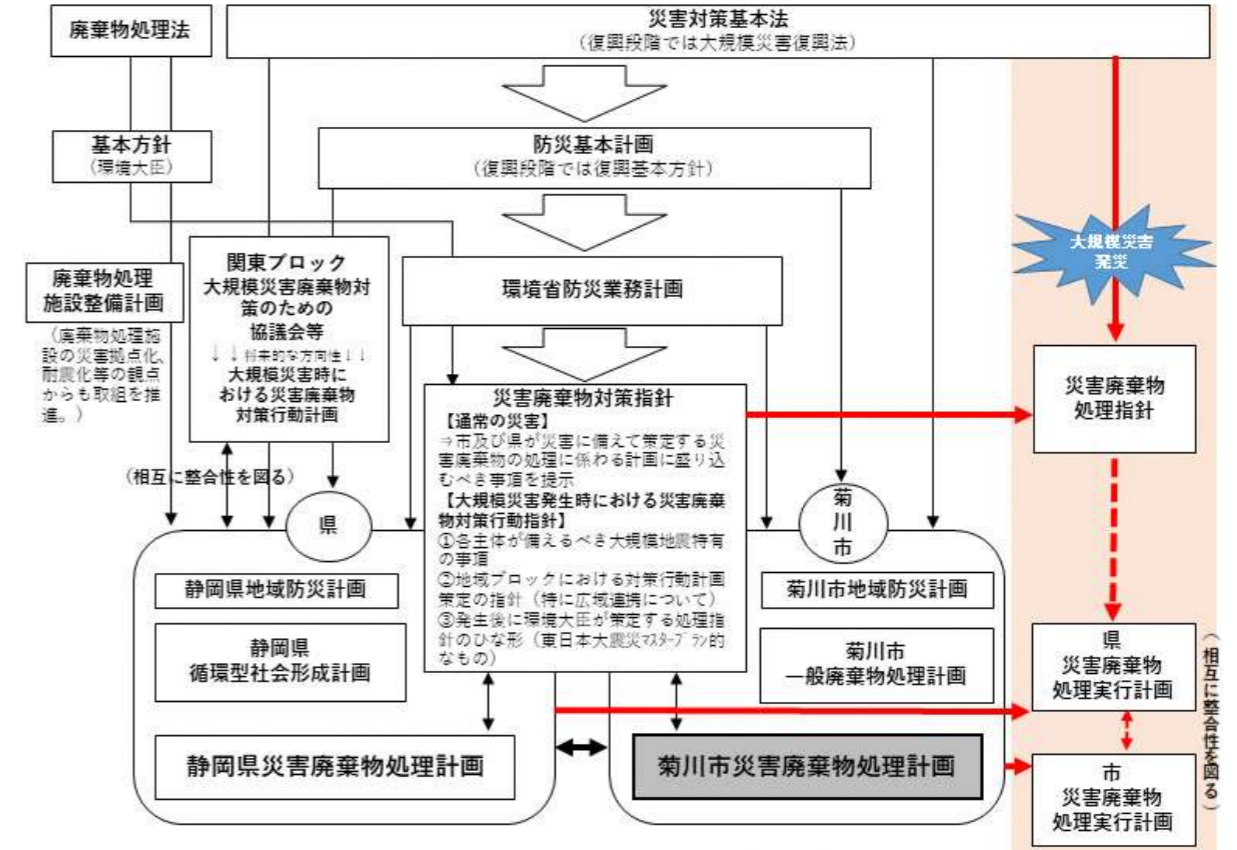 廃棄物処理法
災害対策基本法
（復興段階では大規模災害復興法）
基本方針
（環境大臣）
防災基本計画
（復興段階では復興基本方針）
大規模災害
発災
廃棄物処理
施設整備計画
（廃棄物処理施
設の災害拠点化、
耐震化等の観点
からも取組を推
進。）
関東ブロック
大規模災害廃棄物対
策のための
協議会等
↓↓将来的な方向性↓↓
大規模災害時に
おける災害廃棄物
対策行動計画
環境省防災業務計画
災害廃棄物
処理指針
災害廃棄物対策指針
【通常の災害】
⇒市及び県が災害に備えて策定する災
害廃棄物の処理に係わる計画に盛り込
むべき事項を提示
【大規模災害発生時における災害廃棄
物対策行動指針】
①各主体が備えるべき大規模地震特有
の事項
②地域ブロックにおける対策行動計画
策定の指針（特に広域連携について）
③発生後に環境大臣が策定する処理指
針のひな形（東日本大震災ﾏｽﾀｰﾌﾟﾗﾝ的
なもの）
（相互に整合性を図る）
県
菊
川
市
静岡県地域防災計画
静岡県
循環型社会形成計画
静岡県災害廃棄物処理計画
菊川市地域防災計画
菊川市
一般廃棄物処理計画
菊川市災害廃棄物処理計画
県
災害廃棄物
処理実行計画
市
災害廃棄物
処理実行計画
（相互に整合性を図る）